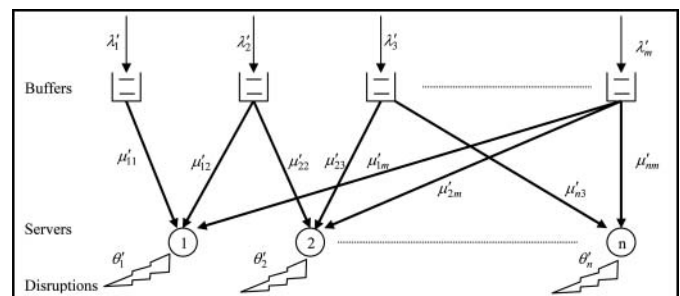 λ′₁ λ′₂ λ′₃ λ′ₘ
Buffers
μ′₁₁ μ′₁₂ μ′₂₂ μ′₂₃ μ′₁ₘ μ′₂ₘ μ′ₙ₃ μ′ₙₘ
Servers
1 2 n
θ′₁ θ′₂ θ′ₙ
Disruptions